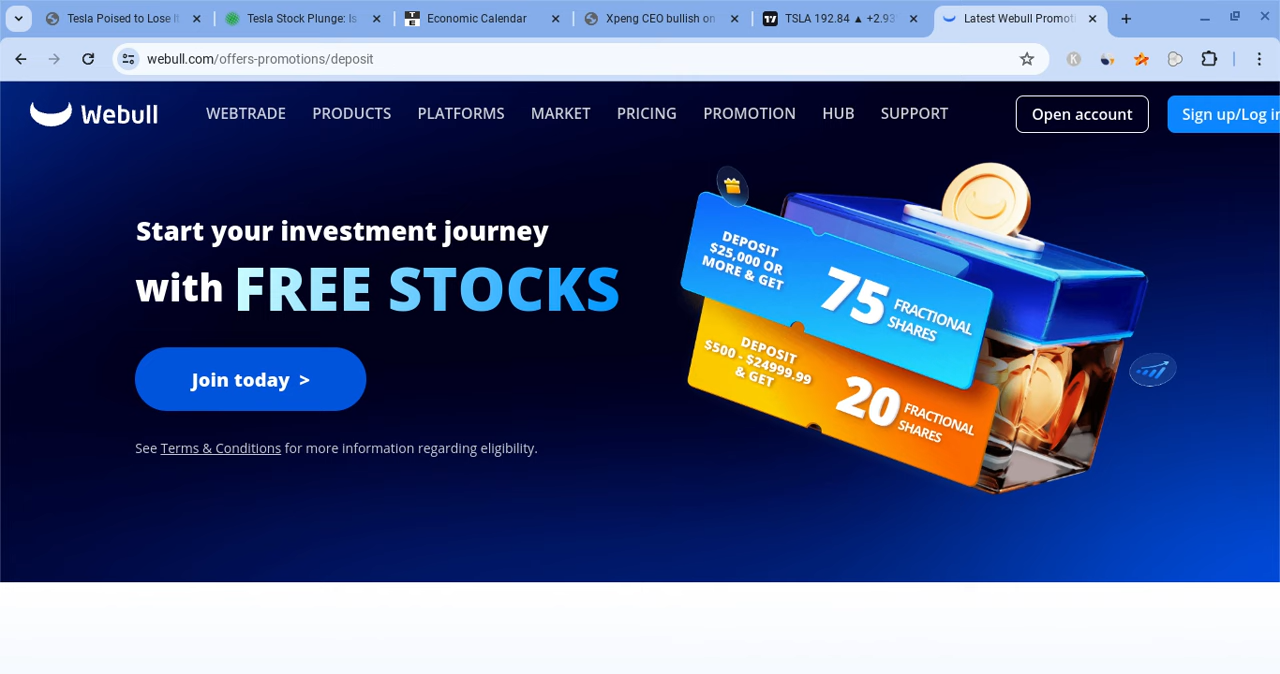 Tesla Poised to Lose It
Tesla Stock Plunge: Is
Economic Calendar
Xpeng CEO bullish on
TSLA 192.84 ▲ +2.93
Latest Webull Promoti
webull.com/offers-promotions/deposit
Webull
WEBTRADE PRODUCTS PLATFORMS MARKET PRICING PROMOTION HUB SUPPORT
Open account
Sign up/Log in
Start your investment journey
with FREE STOCKS
Join today >
See Terms & Conditions for more information regarding eligibility.
DEPOSIT
$25,000 OR
MORE & GET
75 FRACTIONAL
SHARES
DEPOSIT
$500 - $24999.99
& GET
20 FRACTIONAL
SHARES